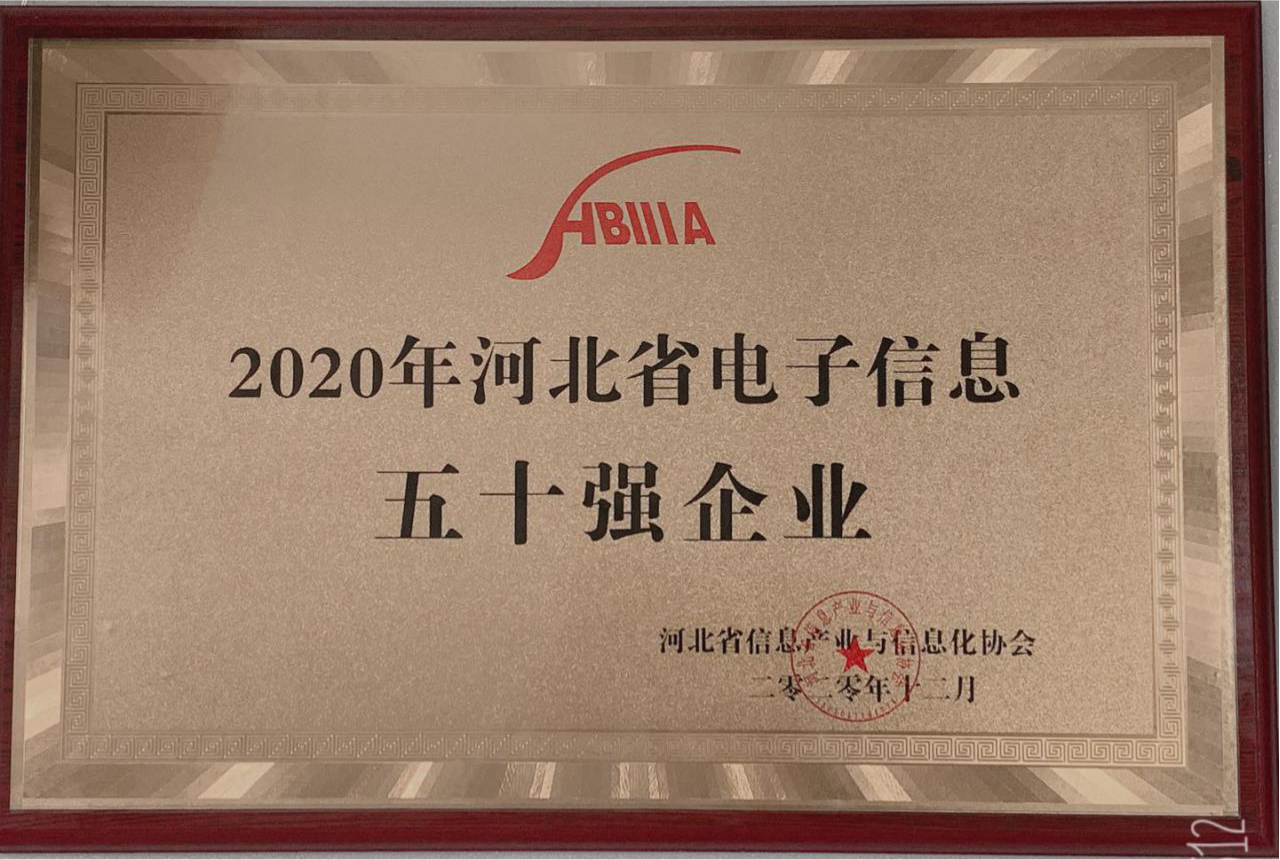 HBIIIA
2020年河北省电子信息
五十强企业
河北省信息产业与信息化协会
二零二零年十二月
12